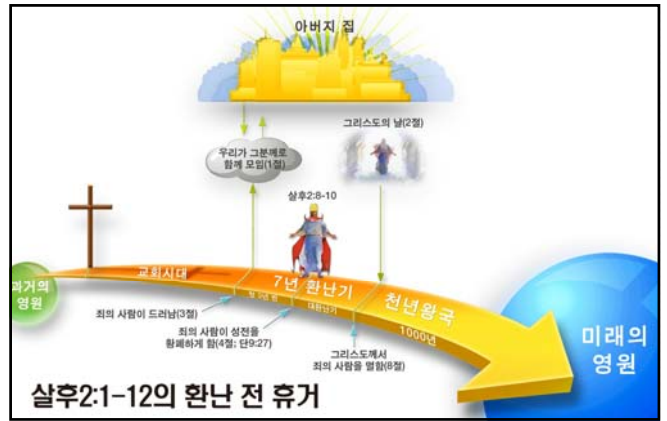 아버지 집
그리스도의 날(2절)
우리가 그분께로
함께 모임(1절)
살후2:8-10
과거의
영원
교회시대
7년 환난기
천년왕국
1000년
대환난기
죄의 사람이 드러남(3절)
죄의 사람이 성전을
황폐하게 함(4절; 단9:27)
그리스도께서
죄의 사람을 멸함(8절)
미래의
영원
살후2:1-12의 환난 전 휴거